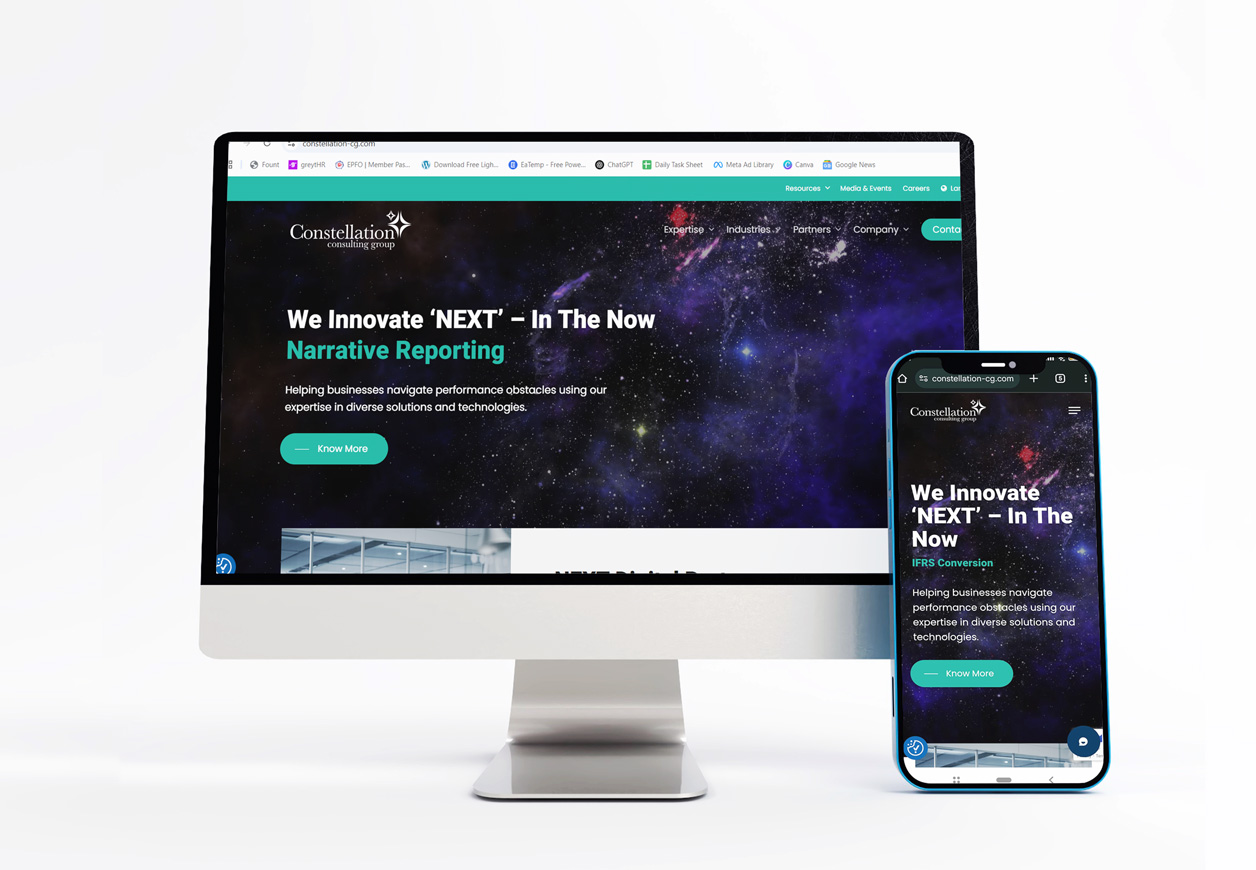 constellation-cg.com
Fount greytHR EPFO | Member Pas... Download Free Ligh... EaTemp - Free Powe... ChatGPT Daily Task Sheet Meta Ad Library Canva Google News
Resources Media & Events Careers Lan
Constellation
consulting group
Expertise Industries Partners Company Conta
We Innovate ‘NEXT’ – In The Now
Narrative Reporting
Helping businesses navigate performance obstacles using our
expertise in diverse solutions and technologies.
Know More
constellation-cg.com
Constellation
consulting group
We Innovate
‘NEXT’ – In The
Now
IFRS Conversion
Helping businesses navigate
performance obstacles using our
expertise in diverse solutions and
technologies.
Know More